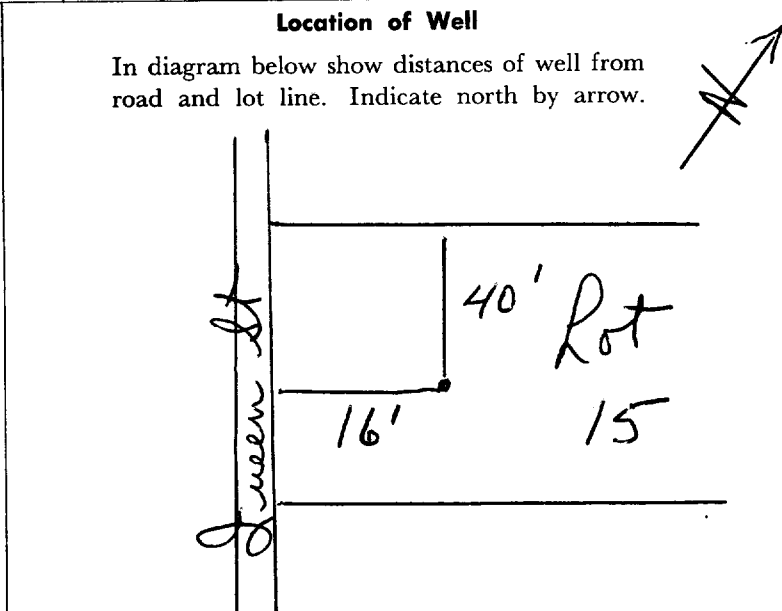 Location of Well
In diagram below show distances of well from
road and lot line. Indicate north by arrow.
N
40'
Lot
16'
15
Queen St